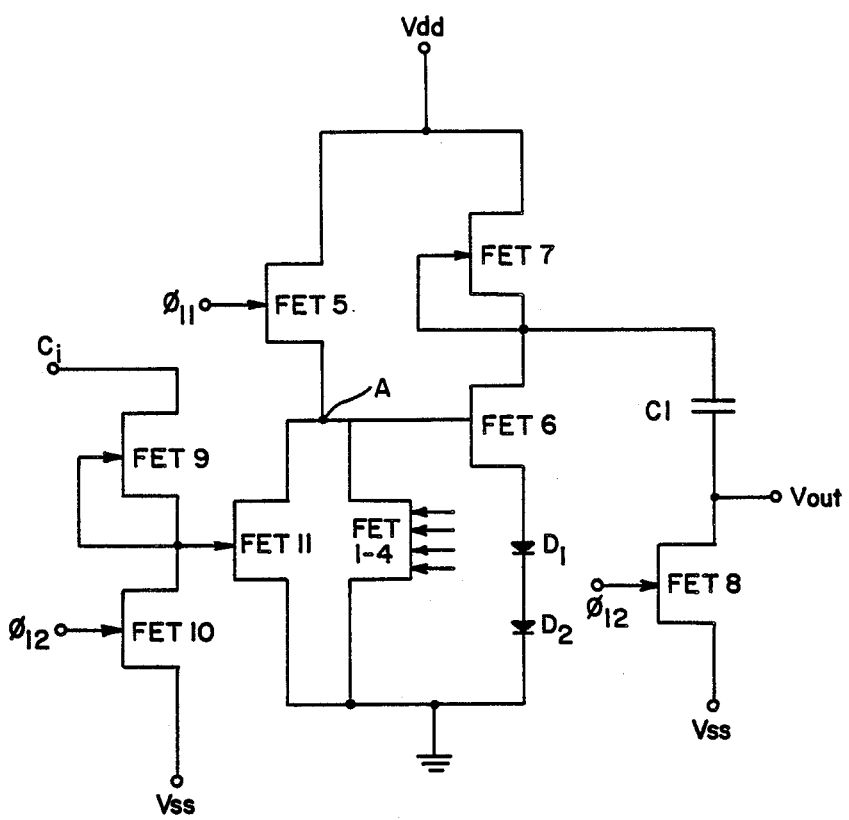 Vdd
FET 7
Ø11
FET 5
Ci
A
FET 6
C1
FET 9
Vout
FET 11
FET
1-4
D1
FET 8
Ø12
Ø12
FET 10
D2
Vss
Vss